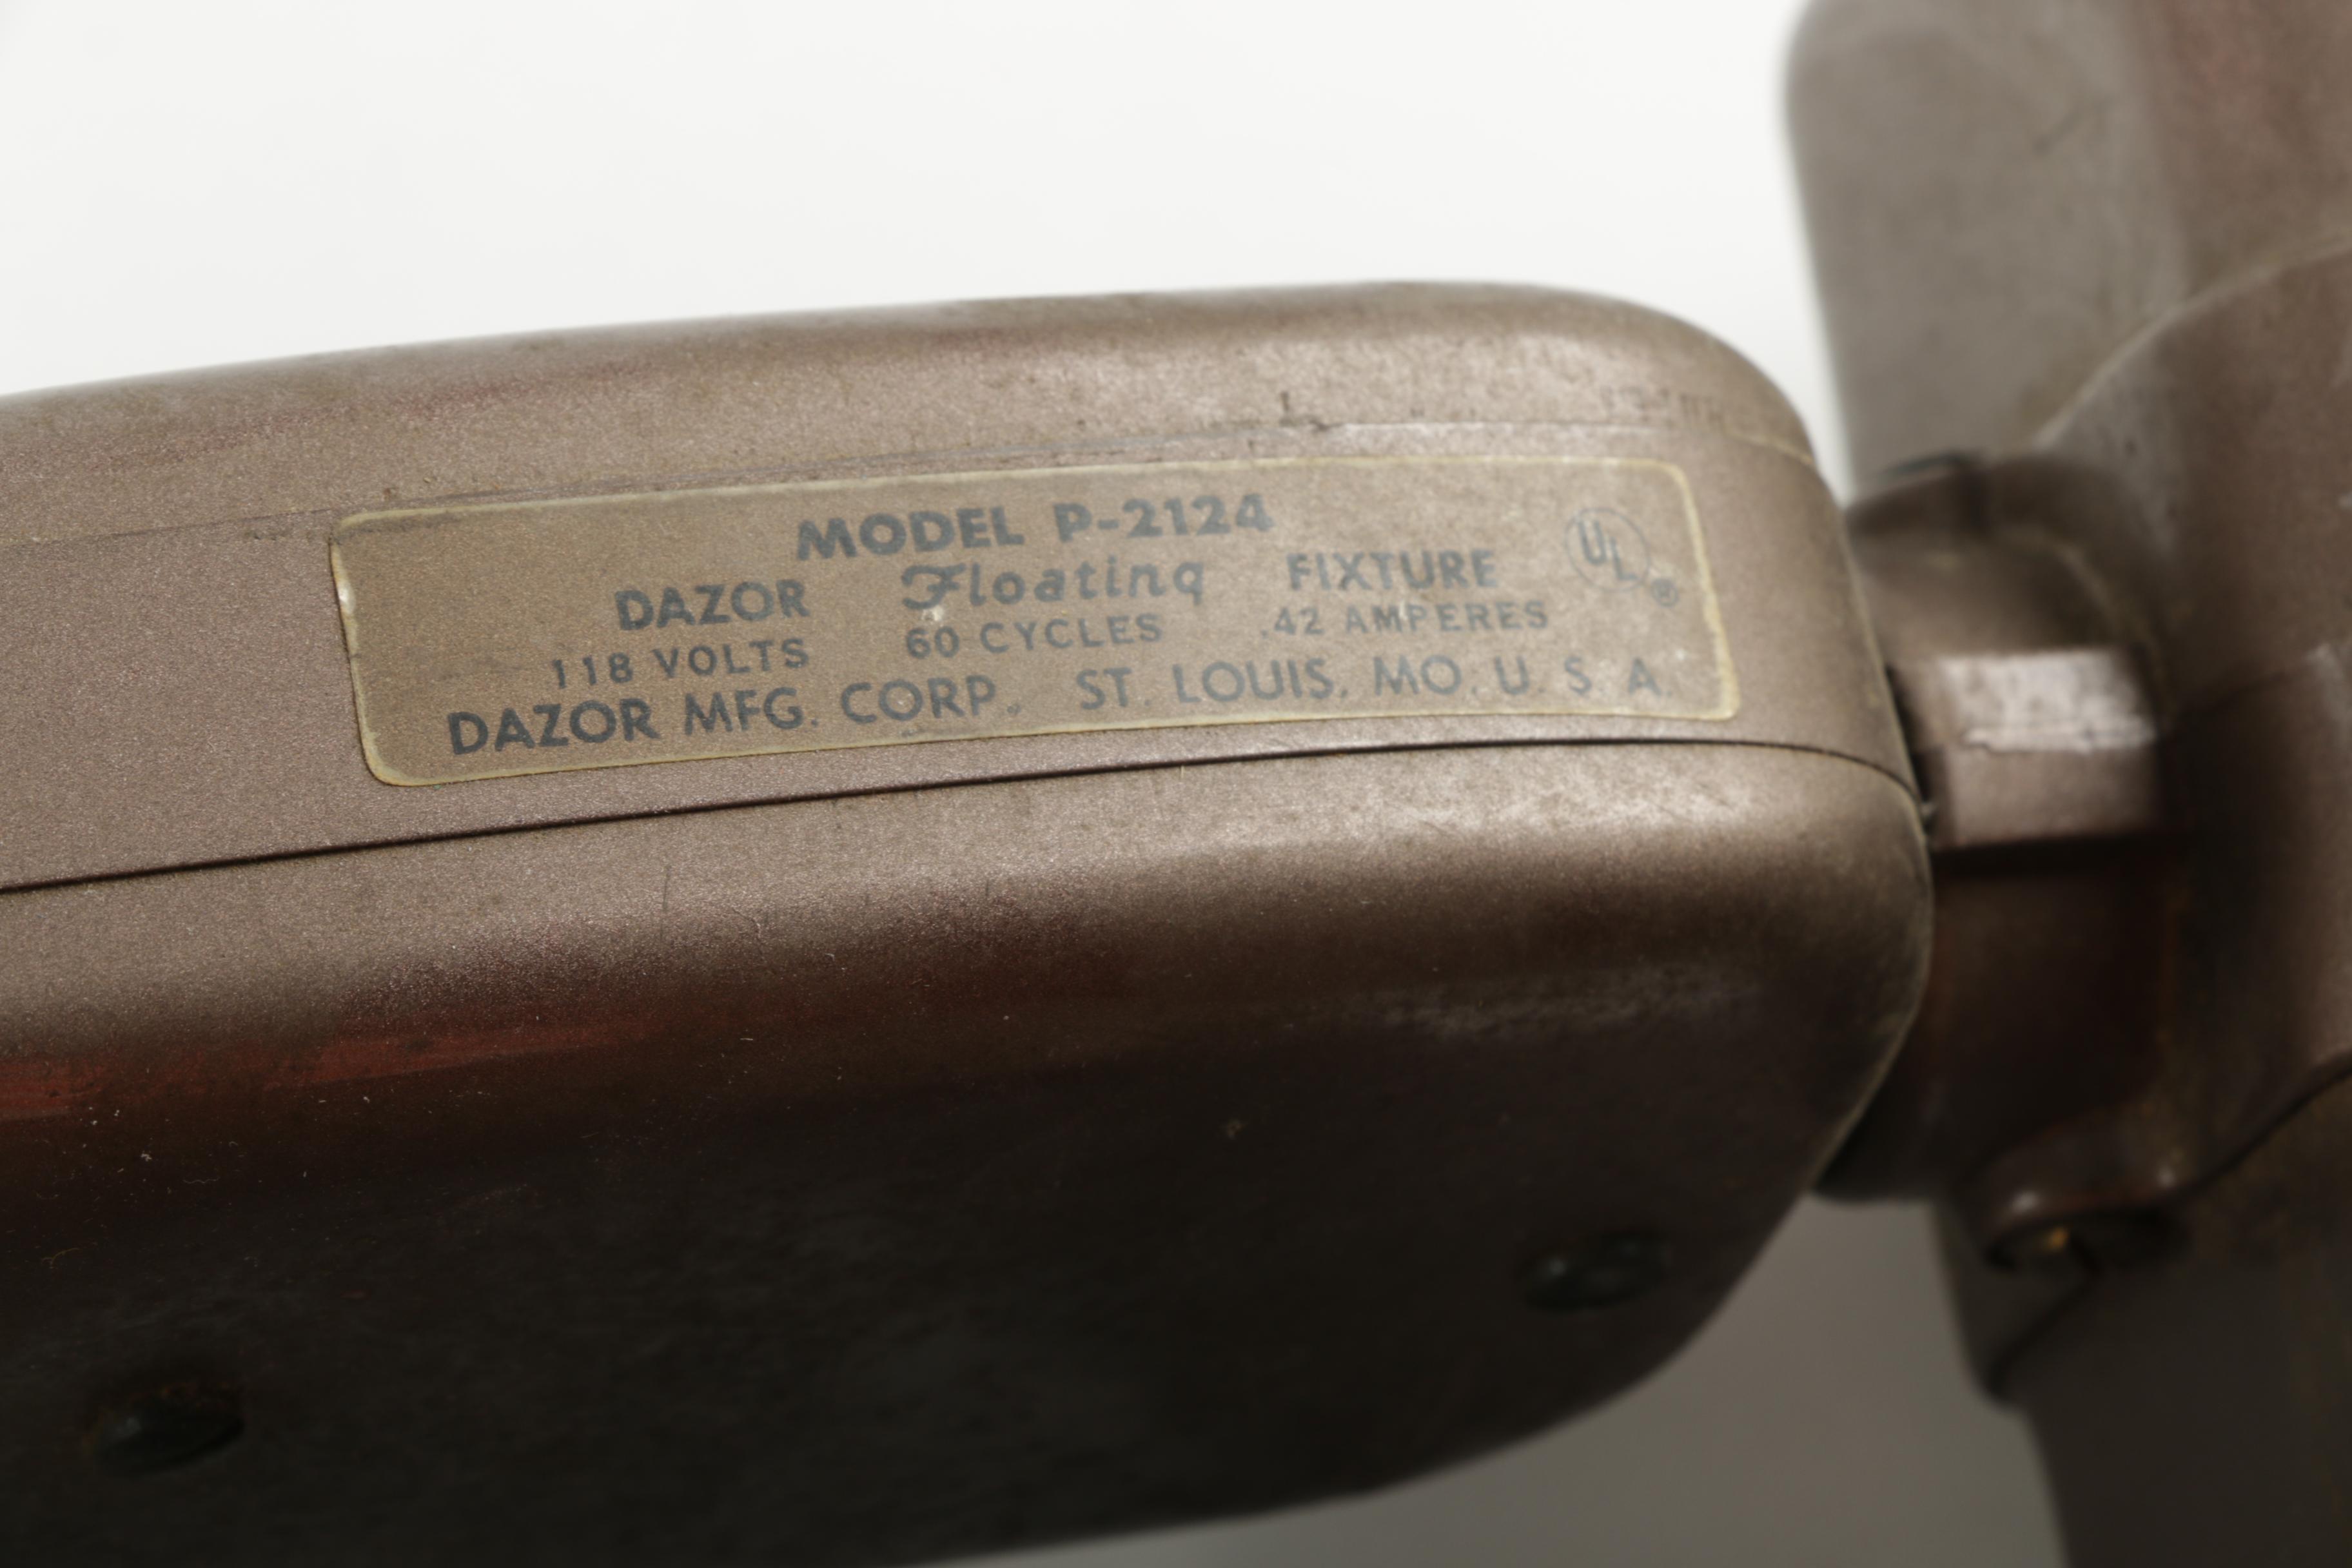 MODEL P-2124
DAZOR Floating FIXTURE UL®
118 VOLTS 60 CYCLES .42 AMPERES
DAZOR MFG. CORP. ST. LOUIS, MO. U. S. A.